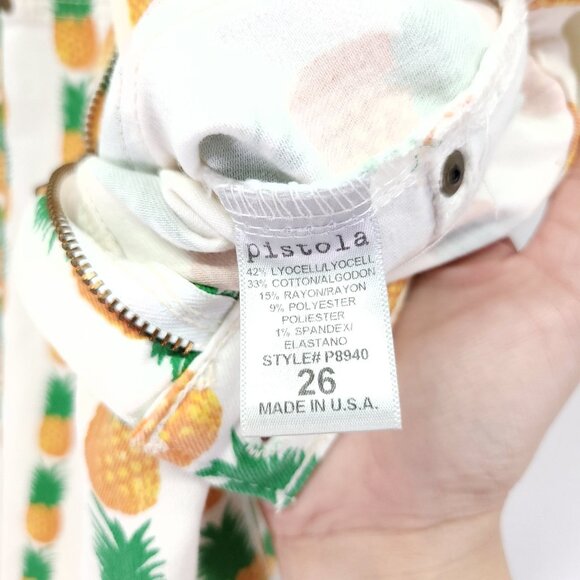 pistola
42% LYOCELL/LYOCELL
33% COTTON/ALGODON
15% RAYON/RAYON
9% POLYESTER
POLIESTER
1% SPANDEX/
ELASTANO
STYLE# P8940
26
MADE IN U.S.A.